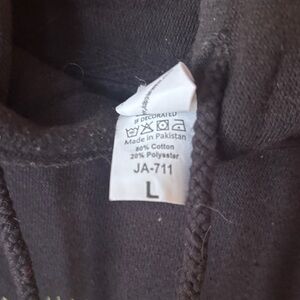 IF DECORATED
Made in Pakistan
80% Cotton
20% Polyester
JA-711
L